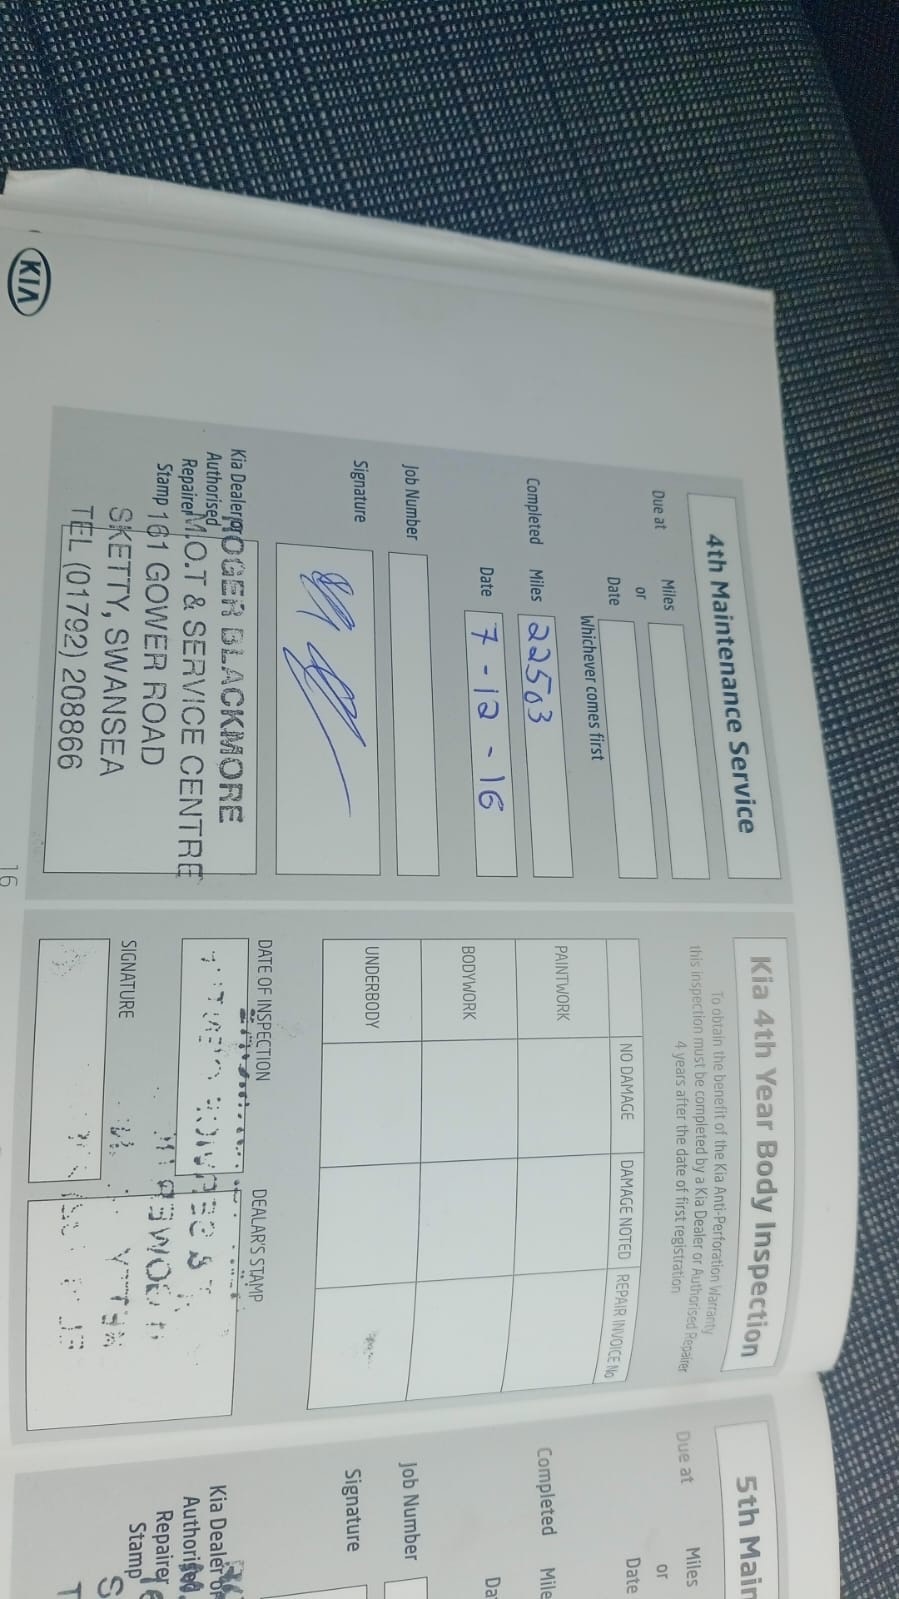 4th Maintenance Service
Due at Miles
or
Date
Whichever comes first
Completed Miles 22503
Date 7-12-16
Job Number
Signature
Kia Dealer or
Authorised
Repairer
Stamp
ROGER BLACKMORE
M.O.T & SERVICE CENTRE
161 GOWER ROAD
SKETTY, SWANSEA
TEL (01792) 208866
KIA
16
Kia 4th Year Body Inspection
To obtain the benefit of the Kia Anti-Perforation Warranty
this inspection must be completed by a Kia Dealer or Authorised Repairer
4 years after the date of first registration
NO DAMAGE DAMAGE NOTED REPAIR INVOICE No
PAINTWORK
BODYWORK
UNDERBODY
DATE OF INSPECTION DEALAR'S STAMP
SIGNATURE
5th Main
Due at Miles
or
Date
Completed Mile
Da
Job Number
Signature
Kia Dealer or
Authorised
Repairer
Stamp